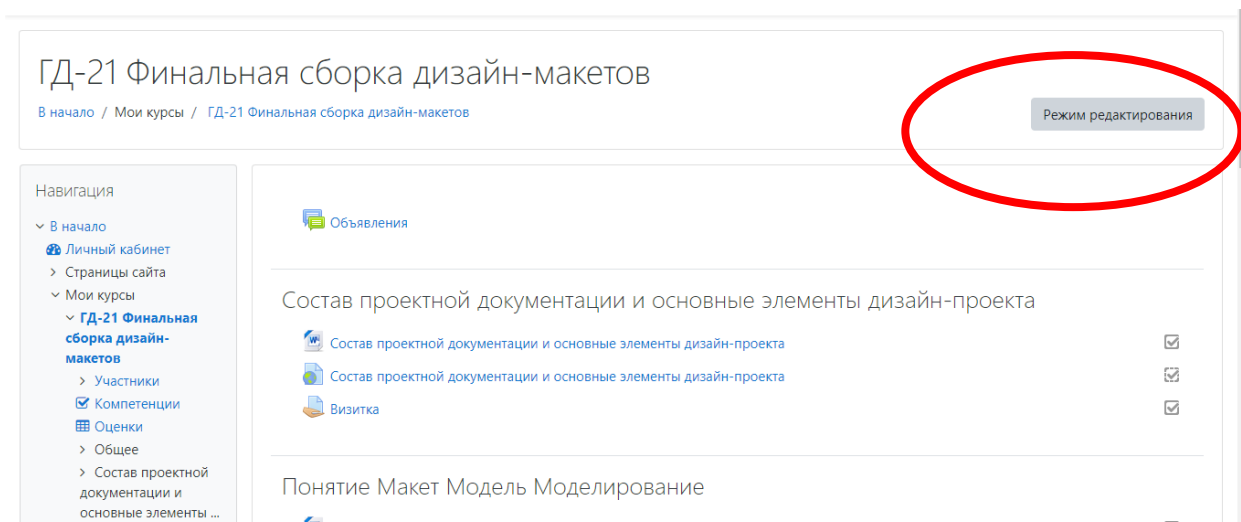 ГД-21 Финальная сборка дизайн-макетов
В начало / Мои курсы / ГД-21 Финальная сборка дизайн-макетов
Режим редактирования
Навигация
В начало
Личный кабинет
Страницы сайта
Мои курсы
ГД-21 Финальная
сборка дизайн-
макетов
Участники
Компетенции
Оценки
Общее
Состав проектной
документации и
основные элементы ...
Объявления
Состав проектной документации и основные элементы дизайн-проекта
Состав проектной документации и основные элементы дизайн-проекта
Состав проектной документации и основные элементы дизайн-проекта
Визитка
Понятие Макет Модель Моделирование